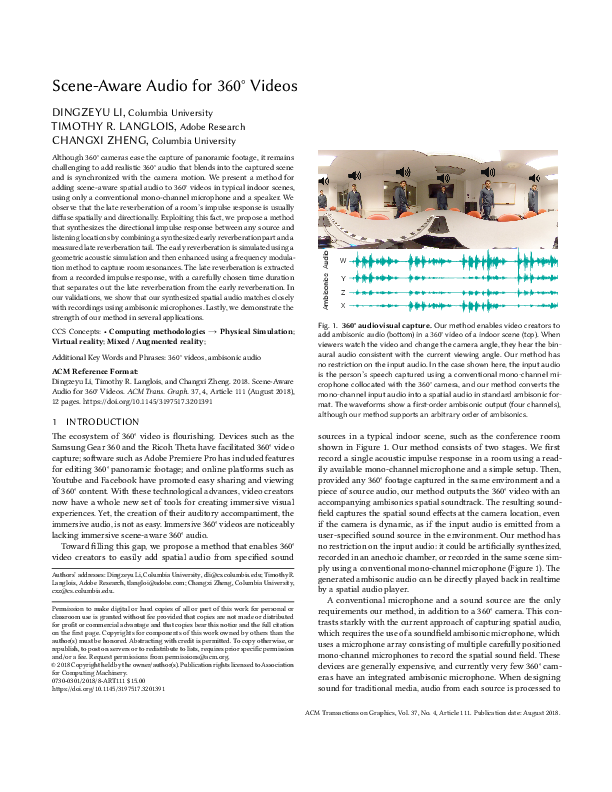 Scene-Aware Audio for 360° Videos
DINGZEYU LI, Columbia University
TIMOTHY R. LANGLOIS, Adobe Research
CHANGXI ZHENG, Columbia University
Although 360° cameras ease the capture of panoramic footage, it remains
challenging to add realistic 360° audio that blends into the captured scene
and is synchronized with the camera motion. We present a method for
adding scene-aware spatial audio to 360° videos in typical indoor scenes,
using only a conventional mono-channel microphone and a speaker. We
observe that the late reverberation of a room's impulse response is usually
diffuse spatially and directionally. Exploiting this fact, we propose a method
that synthesizes the directional impulse response between any source and
listening locations by combining a synthesized early reverberation part and a
measured late reverberation tail. The early reverberation is simulated using a
geometric acoustic simulation and then enhanced using a frequency modula-
tion method to capture room resonances. The late reverberation is extracted
from a recorded impulse response, with a carefully chosen time duration
that separates out the late reverberation from the early reverberation. In
our validations, we show that our synthesized spatial audio matches closely
with recordings using ambisonic microphones. Lastly, we demonstrate the
strength of our method in several applications.
CCS Concepts: • Computing methodologies → Physical Simulation;
Virtual reality; Mixed / Augmented reality;
Additional Key Words and Phrases: 360° videos, ambisonic audio
ACM Reference Format:
Dingzeyu Li, Timothy R. Langlois, and Changxi Zheng. 2018. Scene-Aware
Audio for 360° Videos. ACM Trans. Graph. 37, 4, Article 111 (August 2018),
12 pages. https://doi.org/10.1145/3197517.3201391
1 INTRODUCTION
The ecosystem of 360° video is flourishing. Devices such as the
Samsung Gear 360 and the Ricoh Theta have facilitated 360° video
capture; software such as Adobe Premiere Pro has included features
for editing 360° panoramic footage; and online platforms such as
Youtube and Facebook have promoted easy sharing and viewing
of 360° content. With these technological advances, video creators
now have a whole new set of tools for creating immersive visual
experiences. Yet, the creation of their auditory accompaniment, the
immersive audio, is not as easy. Immersive 360° videos are noticeably
lacking immersive scene-aware 360° audio.
Toward filling this gap, we propose a method that enables 360°
video creators to easily add spatial audio from specified sound
Authors' addresses: Dingzeyu Li, Columbia University, dli@cs.columbia.edu; Timothy R.
Langlois, Adobe Research, tlangloi@adobe.com; Changxi Zheng, Columbia University,
cxz@cs.columbia.edu.
Permission to make digital or hard copies of all or part of this work for personal or
classroom use is granted without fee provided that copies are not made or distributed
for profit or commercial advantage and that copies bear this notice and the full citation
on the first page. Copyrights for components of this work owned by others than the
author(s) must be honored. Abstracting with credit is permitted. To copy otherwise, or
republish, to post on servers or to redistribute to lists, requires prior specific permission
and/or a fee. Request permissions from permissions@acm.org.
© 2018 Copyright held by the owner/author(s). Publication rights licensed to Association
for Computing Machinery.
0730-0301/2018/8-ART111 $15.00
https://doi.org/10.1145/3197517.3201391
Ambisonics Audio
W
Y
Z
X
Fig. 1. 360° audiovisual capture. Our method enables video creators to
add ambisonic audio (bottom) in a 360° video of a indoor scene (top). When
viewers watch the video and change the camera angle, they hear the bin-
aural audio consistent with the current viewing angle. Our method has
no restriction on the input audio. In the case shown here, the input audio
is the person's speech captured using a conventional mono-channel mi-
crophone collocated with the 360° camera, and our method converts the
mono-channel input audio into a spatial audio in standard ambisonic for-
mat. The waveforms show a first-order ambisonic output (four channels),
although our method supports an arbitrary order of ambisonics.
sources in a typical indoor scene, such as the conference room
shown in Figure 1. Our method consists of two stages. We first
record a single acoustic impulse response in a room using a read-
ily available mono-channel microphone and a simple setup. Then,
provided any 360° footage captured in the same environment and a
piece of source audio, our method outputs the 360° video with an
accompanying ambisonics spatial soundtrack. The resulting sound-
field captures the spatial sound effects at the camera location, even
if the camera is dynamic, as if the input audio is emitted from a
user-specified sound source in the environment. Our method has
no restriction on the input audio: it could be artificially synthesized,
recorded in an anechoic chamber, or recorded in the same scene sim-
ply using a conventional mono-channel microphone (Figure 1). The
generated ambisonic audio can be directly played back in realtime
by a spatial audio player.
A conventional microphone and a sound source are the only
requirements our method, in addition to a 360° camera. This con-
trasts starkly with the current approach of capturing spatial audio,
which requires the use of a soundfield ambisonic microphone, which
uses a microphone array consisting of multiple carefully positioned
mono-channel microphones to record the spatial sound field. These
devices are generally expensive, and currently very few 360° cam-
eras have an integrated ambisonic microphone. When designing
sound for traditional media, audio from each source is processed to
ACM Transactions on Graphics, Vol. 37, No. 4, Article 111. Publication date: August 2018.